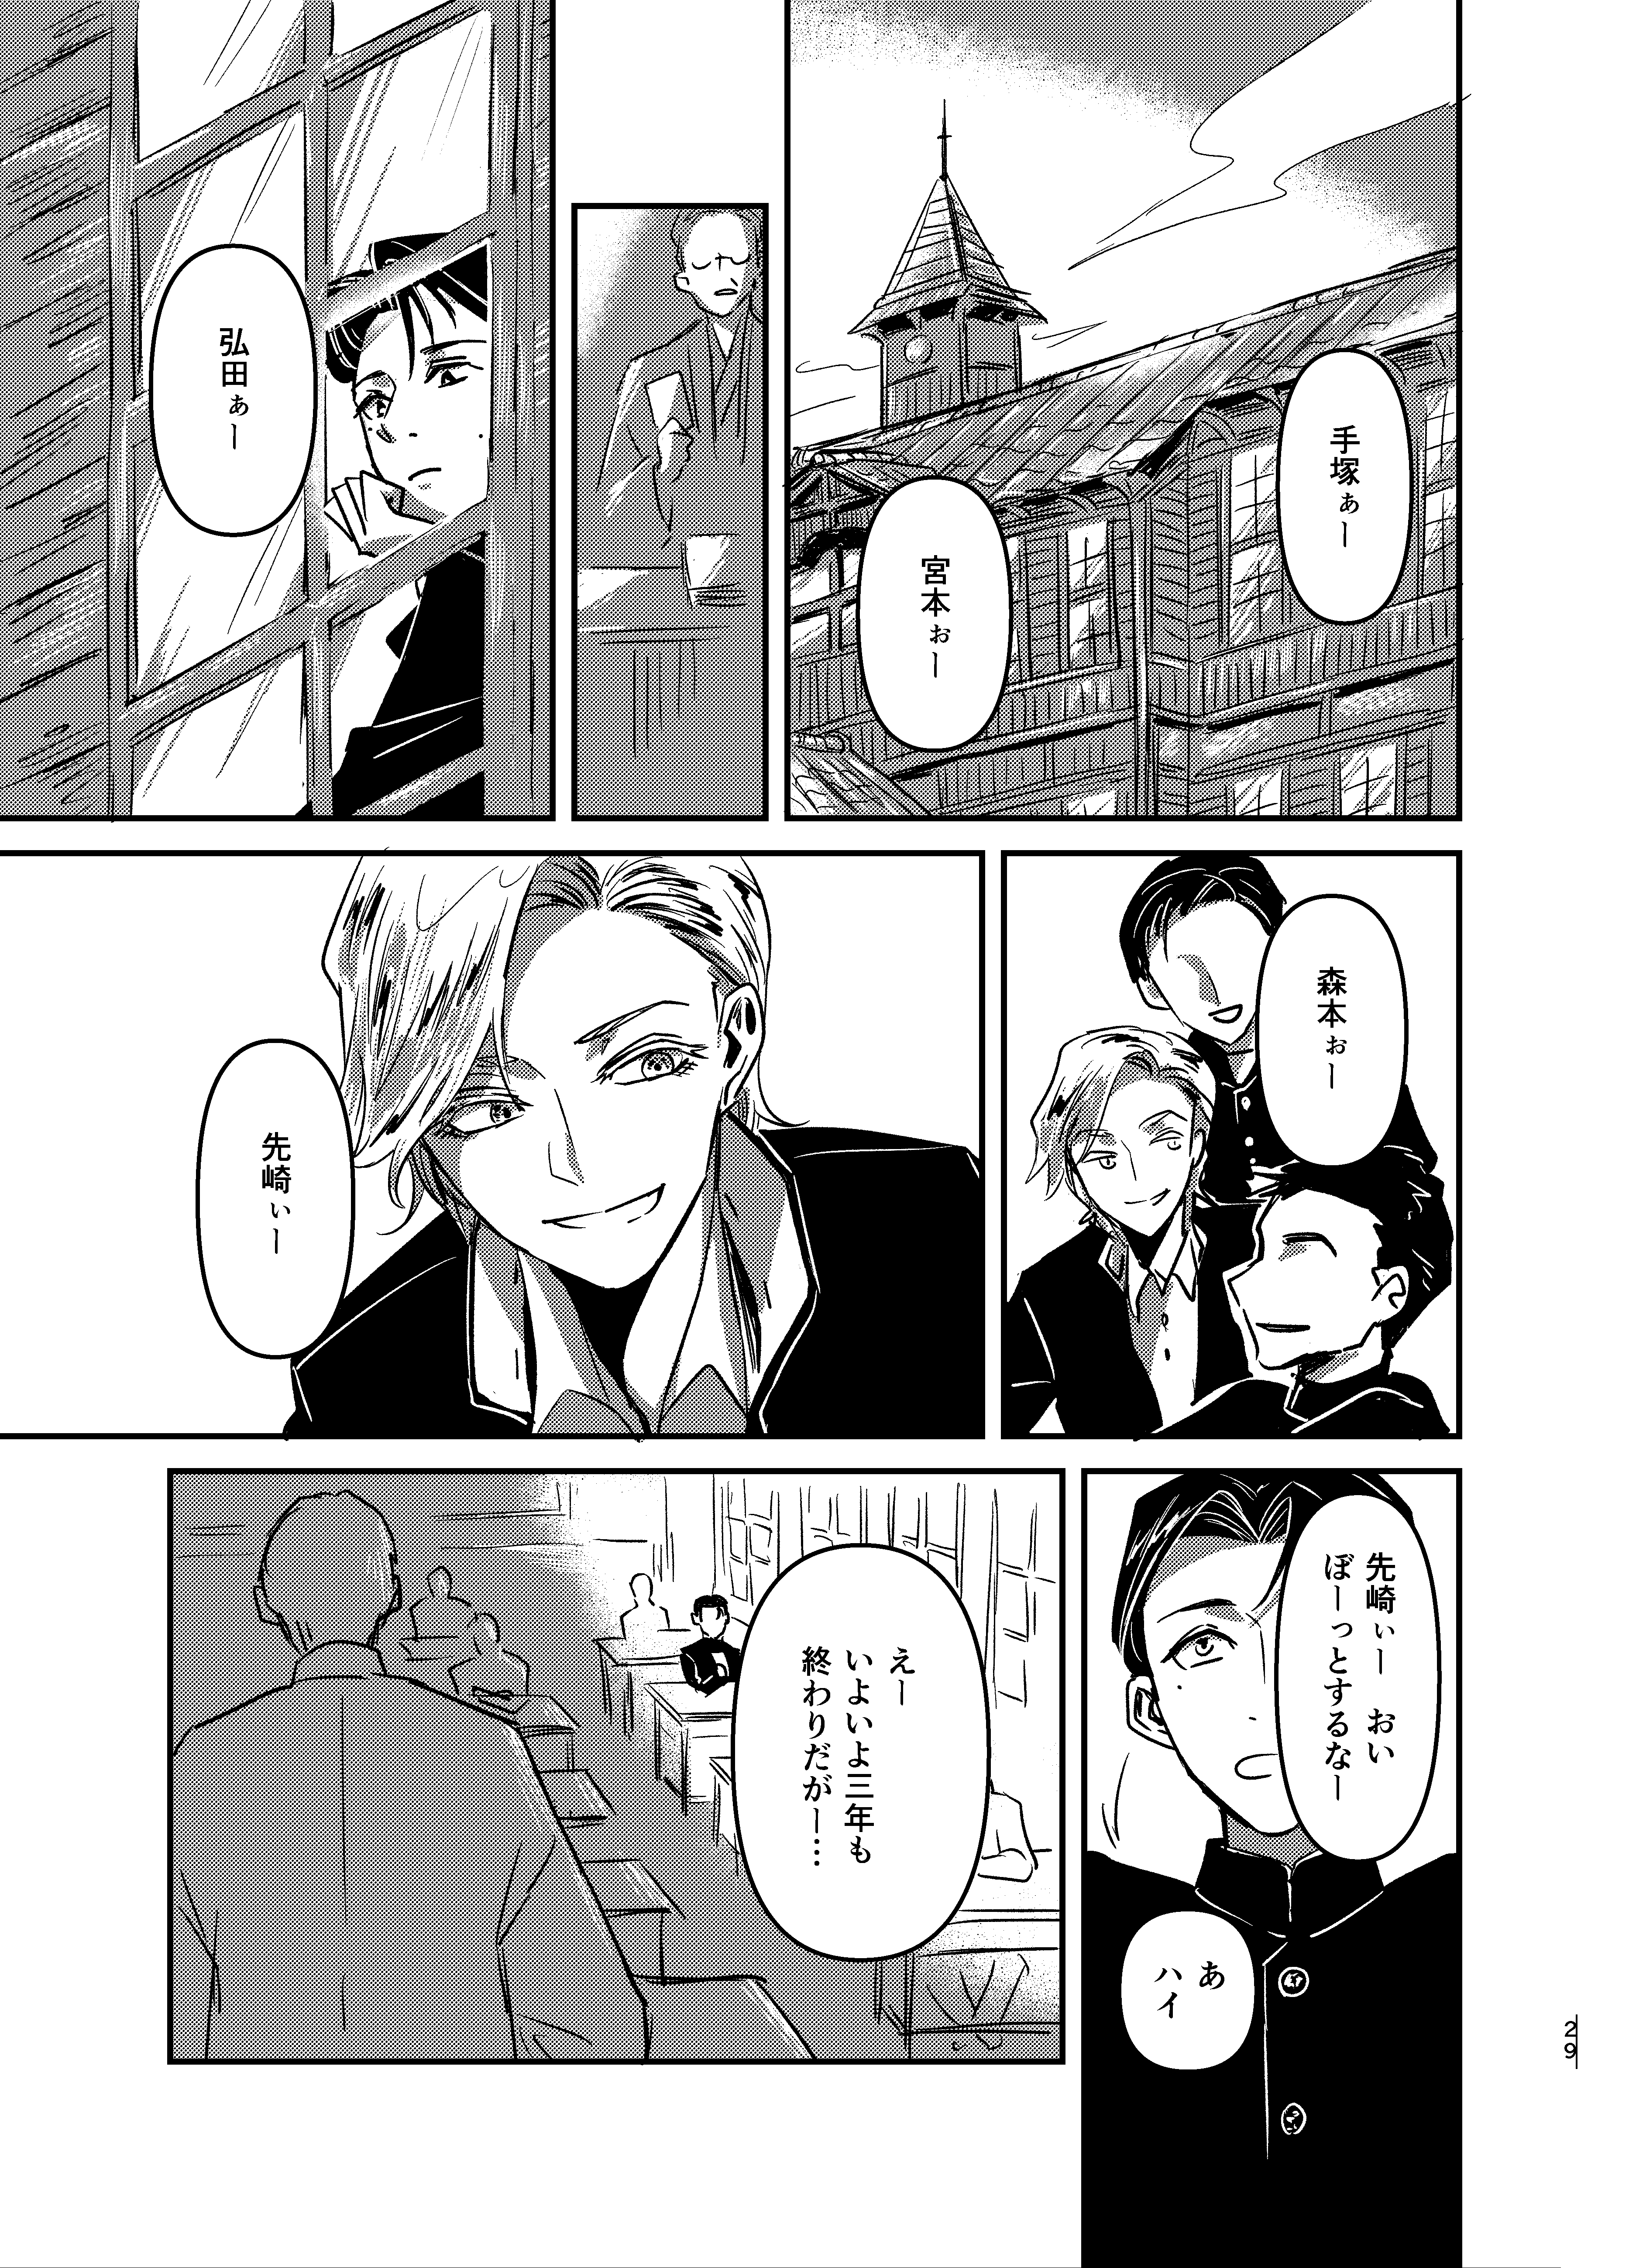 手塚ぁー
宮本ぉー
弘田ぁー
森本ぉー
先崎ぃー
先崎ぃー　おい
ぼーっとするなー
あ
ハイ
えー
いよいよ三年も
終わりだがー…
29